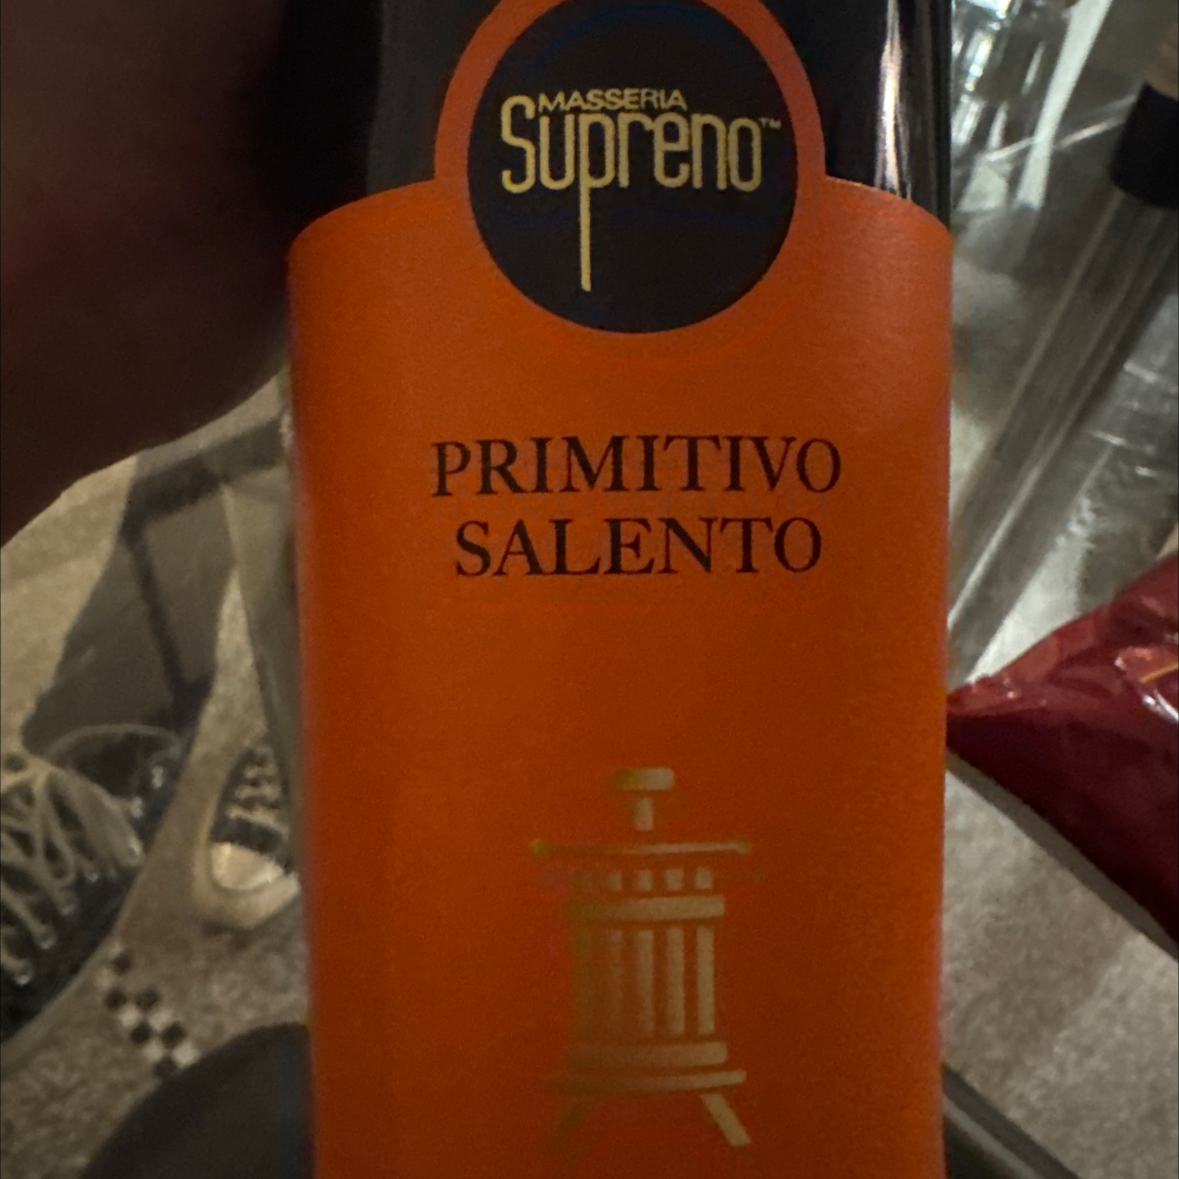 MASSERIA
Supreno™
PRIMITIVO
SALENTO